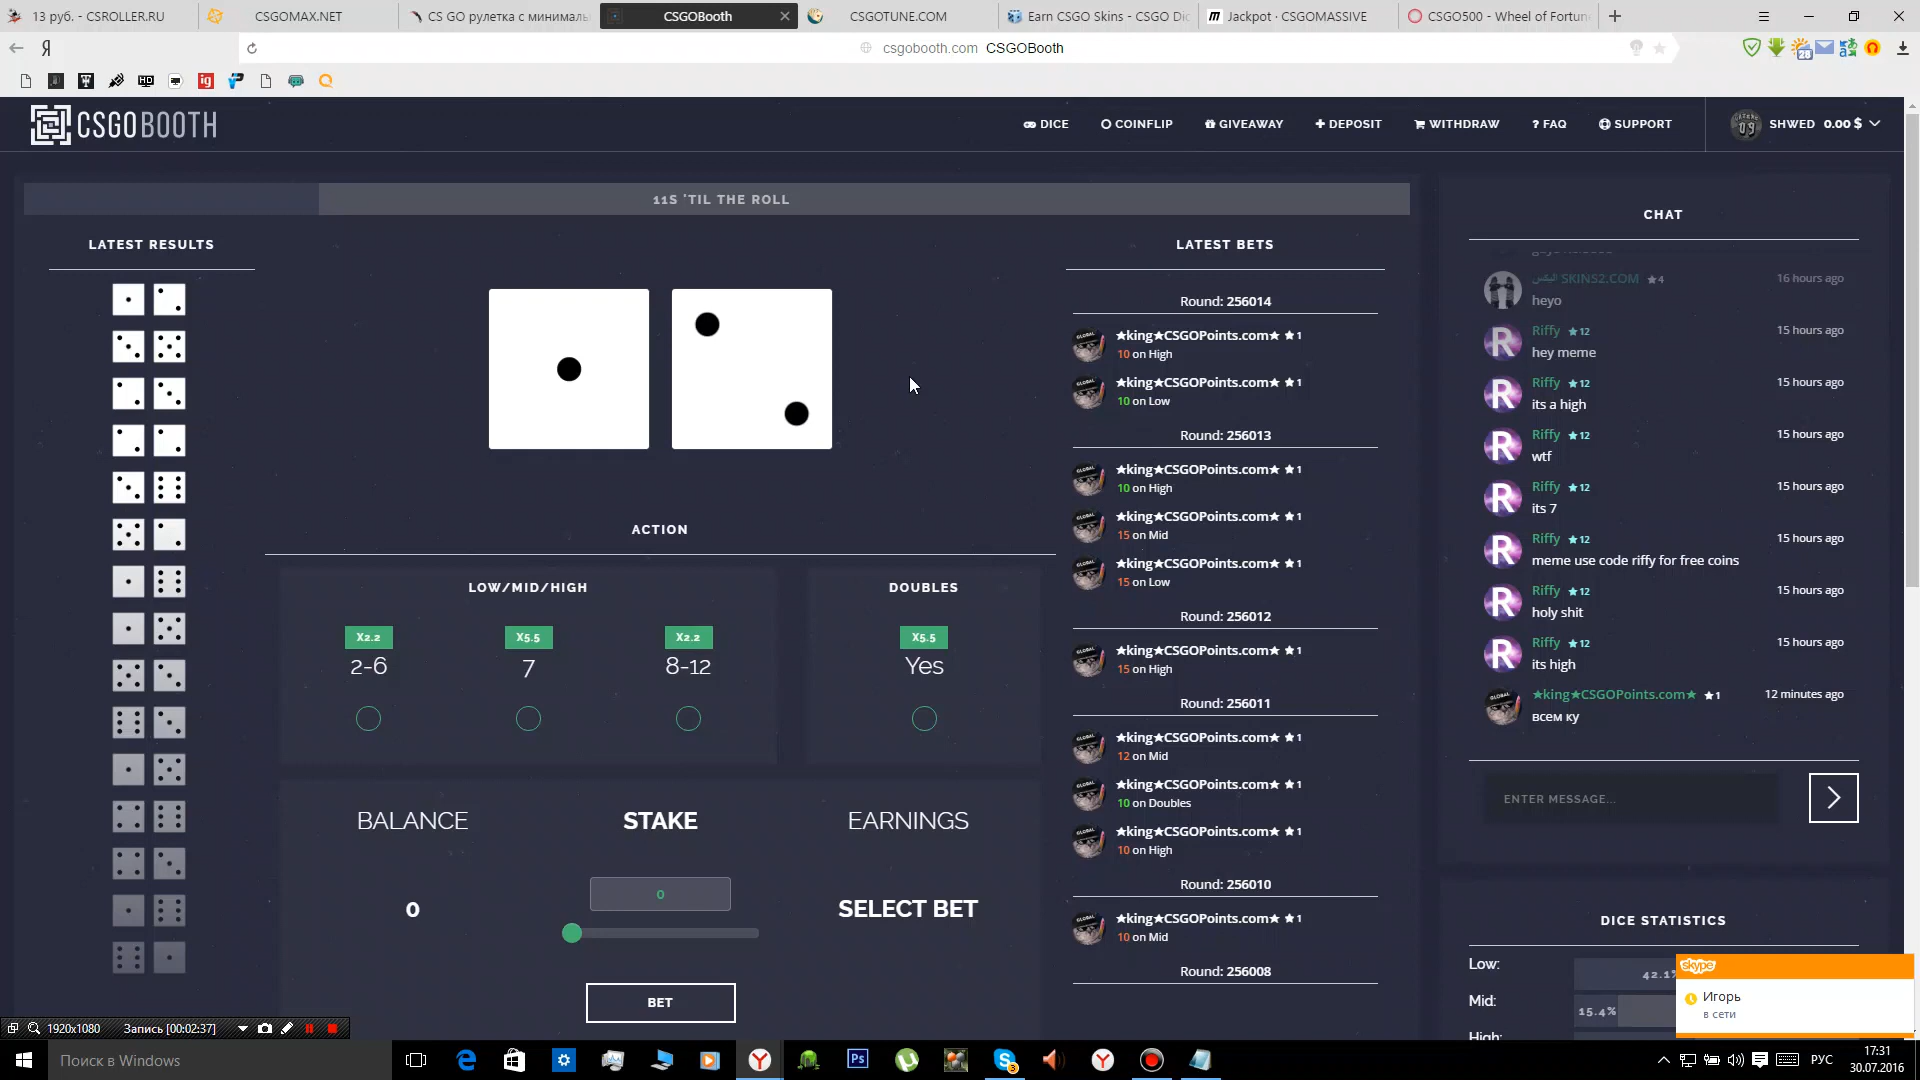 13 руб. - CSROLLER.RU
CSGOMAX.NET
CS GO рулетка с минималь
CSGOBooth
CSGOTUNE.COM
Earn CSGO Skins - CSGO Dic
Jackpot · CSGOMASSIVE
CSGO500 - Wheel of Fortun
csgobooth.com CSGOBooth
CSGOBOOTH
DICE
COINFLIP
GIVEAWAY
DEPOSIT
WITHDRAW
? FAQ
SUPPORT
SHWED 0.00 $
11S 'TIL THE ROLL
LATEST RESULTS
ACTION
LOW/MID/HIGH
X2.2
2-6
X5.5
7
X2.2
8-12
DOUBLES
X5.5
Yes
BALANCE
0
STAKE
0
EARNINGS
SELECT BET
BET
LATEST BETS
Round: 256014
★king★CSGOPoints.com★ ★1
10 on High
★king★CSGOPoints.com★ ★1
10 on Low
Round: 256013
★king★CSGOPoints.com★ ★1
10 on High
★king★CSGOPoints.com★ ★1
15 on Mid
★king★CSGOPoints.com★ ★1
15 on Low
Round: 256012
★king★CSGOPoints.com★ ★1
15 on High
Round: 256011
★king★CSGOPoints.com★ ★1
12 on Mid
★king★CSGOPoints.com★ ★1
10 on Doubles
★king★CSGOPoints.com★ ★1
10 on High
Round: 256010
★king★CSGOPoints.com★ ★1
10 on Mid
Round: 256008
CHAT
SKINS2.COM ★4 16 hours ago
heyo
Riffy ★12 15 hours ago
hey meme
Riffy ★12 15 hours ago
its a high
Riffy ★12 15 hours ago
wtf
Riffy ★12 15 hours ago
its 7
Riffy ★12 15 hours ago
meme use code riffy for free coins
Riffy ★12 15 hours ago
holy shit
Riffy ★12 15 hours ago
its high
★king★CSGOPoints.com★ ★1 12 minutes ago
всем ку
ENTER MESSAGE...
DICE STATISTICS
Low: 42.1%
Mid: 15.4%
High:
skype
Игорь
в сети
1920x1080 Запись [00:02:37]
Поиск в Windows
РУС
17:31
30.07.2016